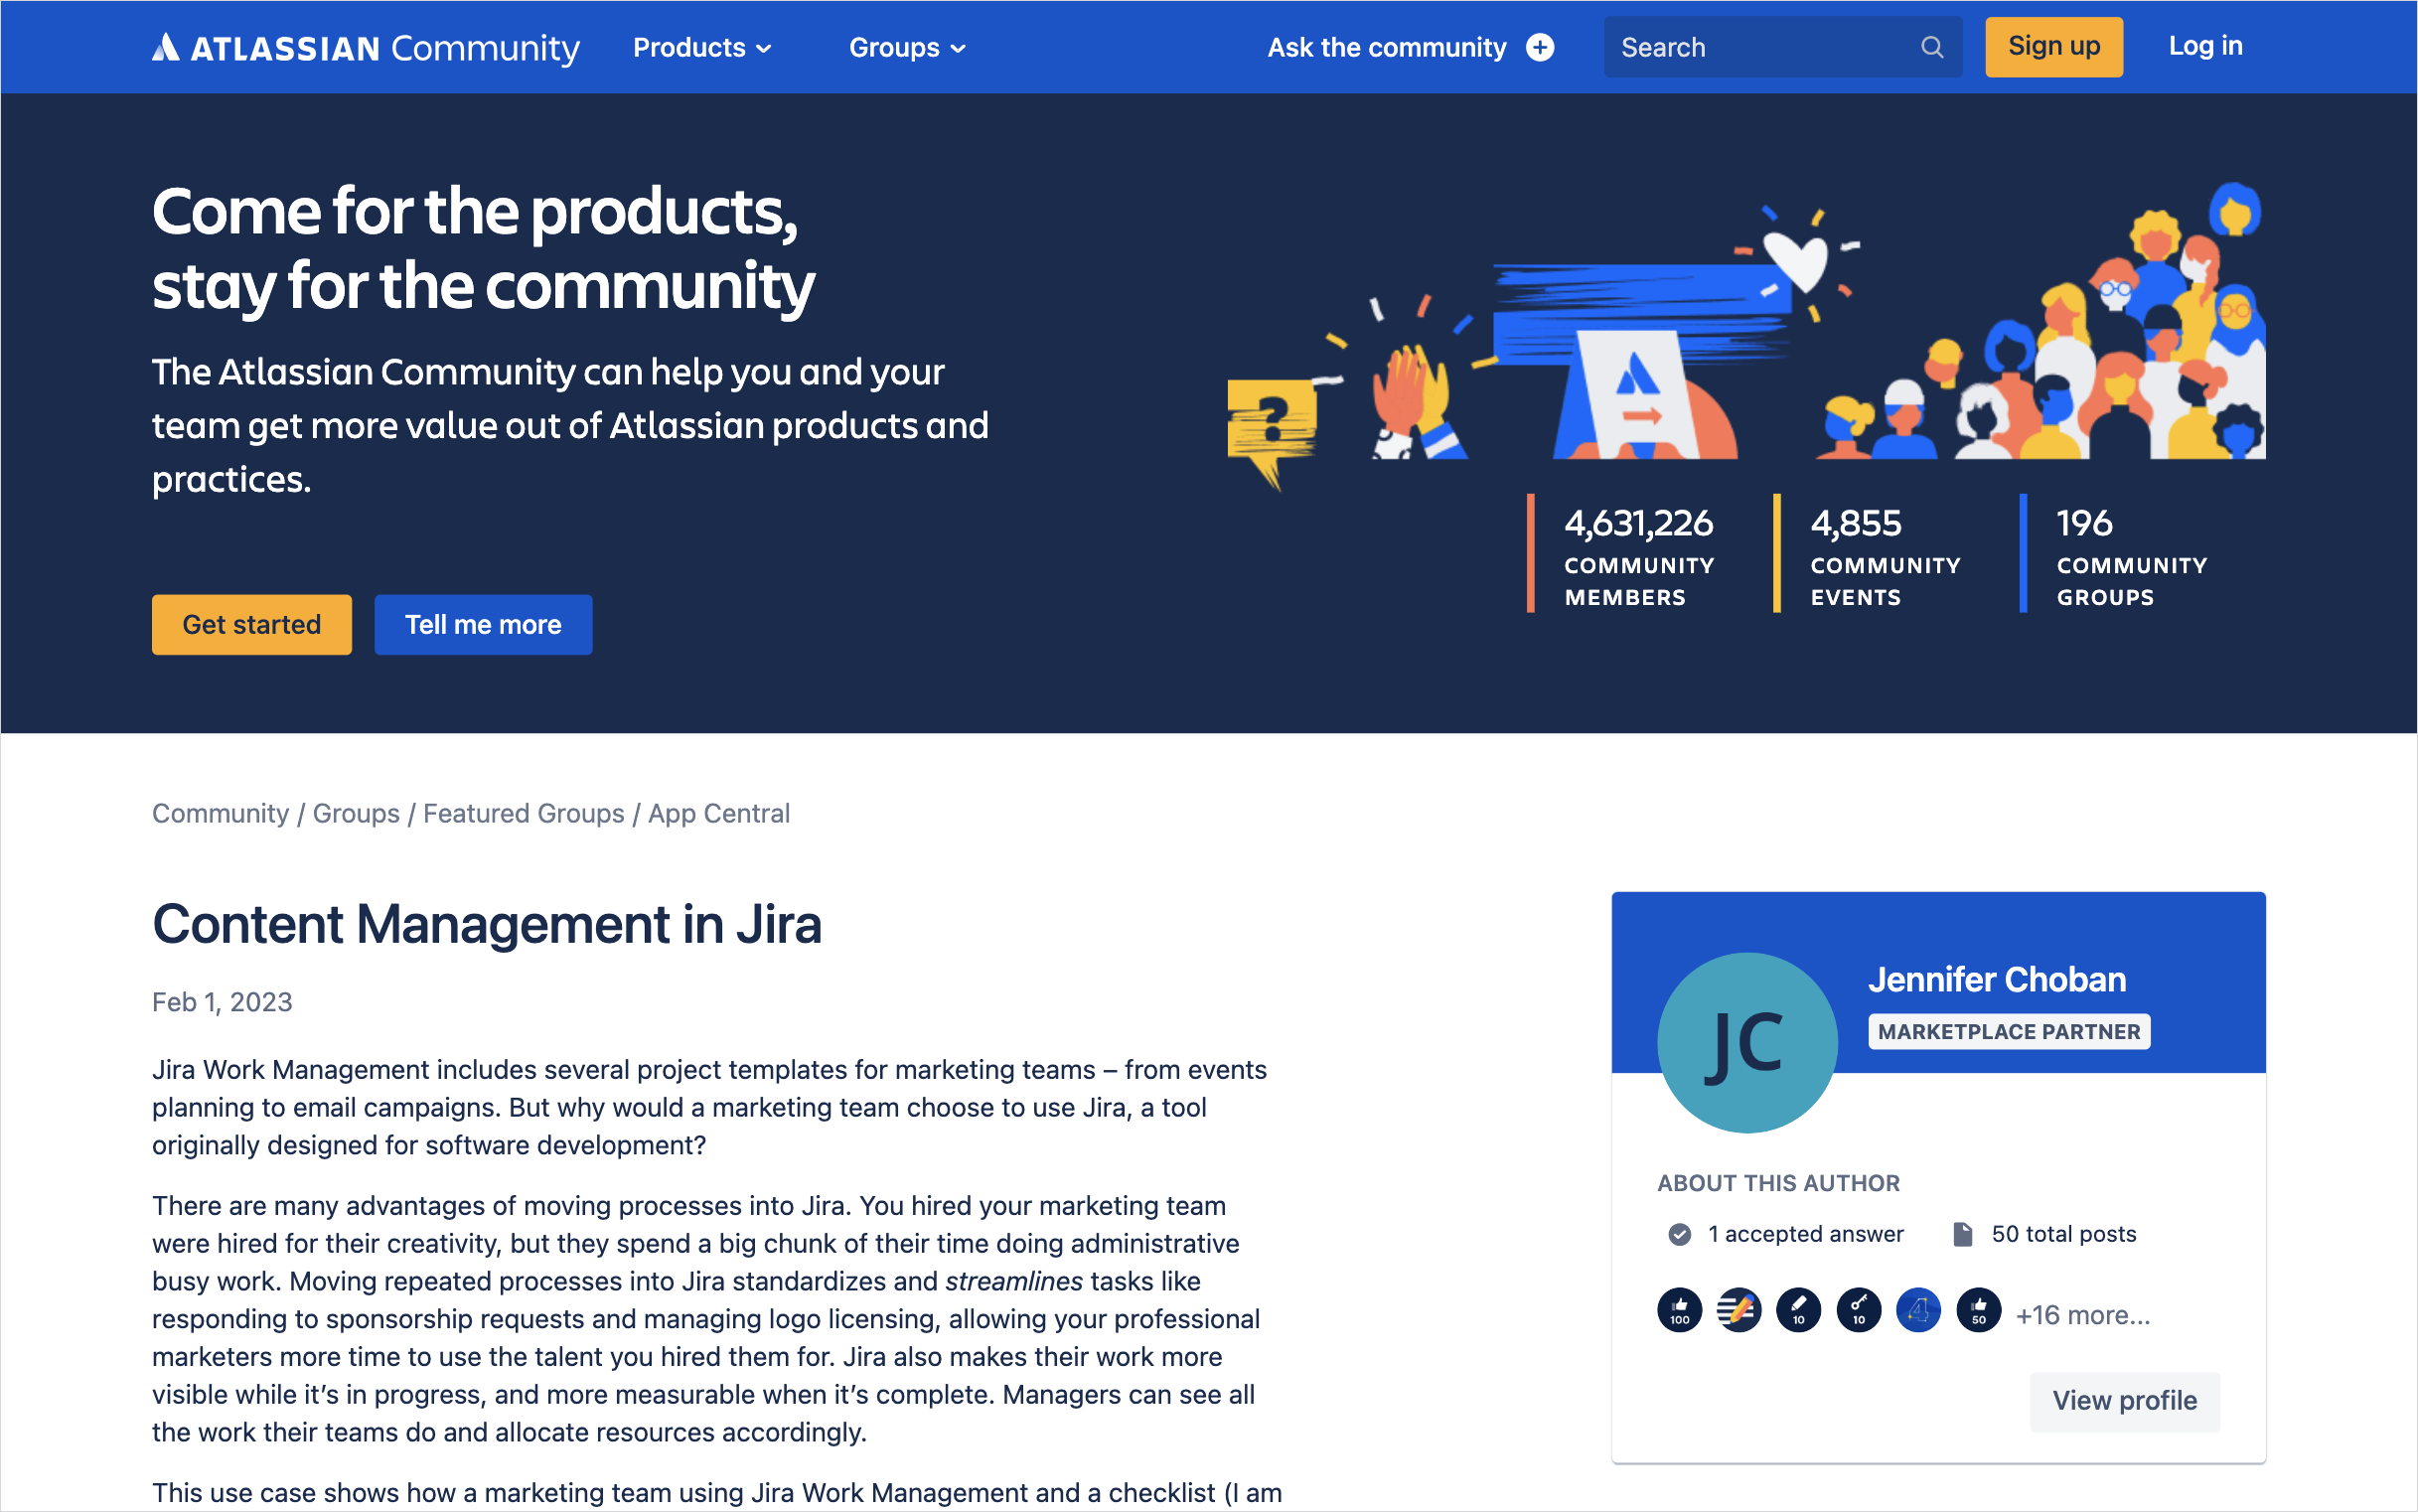 ATLASSIAN Community
Products
Groups
Ask the community
Search
Sign up
Log in
Come for the products,
stay for the community
The Atlassian Community can help you and your
team get more value out of Atlassian products and
practices.
Get started
Tell me more
?
4,631,226
COMMUNITY
MEMBERS
4,855
COMMUNITY
EVENTS
196
COMMUNITY
GROUPS
Community / Groups / Featured Groups / App Central
Content Management in Jira
Feb 1, 2023
Jira Work Management includes several project templates for marketing teams – from events
planning to email campaigns. But why would a marketing team choose to use Jira, a tool
originally designed for software development?
There are many advantages of moving processes into Jira. You hired your marketing team
were hired for their creativity, but they spend a big chunk of their time doing administrative
busy work. Moving repeated processes into Jira standardizes and streamlines tasks like
responding to sponsorship requests and managing logo licensing, allowing your professional
marketers more time to use the talent you hired them for. Jira also makes their work more
visible while it’s in progress, and more measurable when it’s complete. Managers can see all
the work their teams do and allocate resources accordingly.
This use case shows how a marketing team using Jira Work Management and a checklist (I am
JC
Jennifer Choban
MARKETPLACE PARTNER
ABOUT THIS AUTHOR
1 accepted answer
50 total posts
100
10
10
4
50
+16 more...
View profile